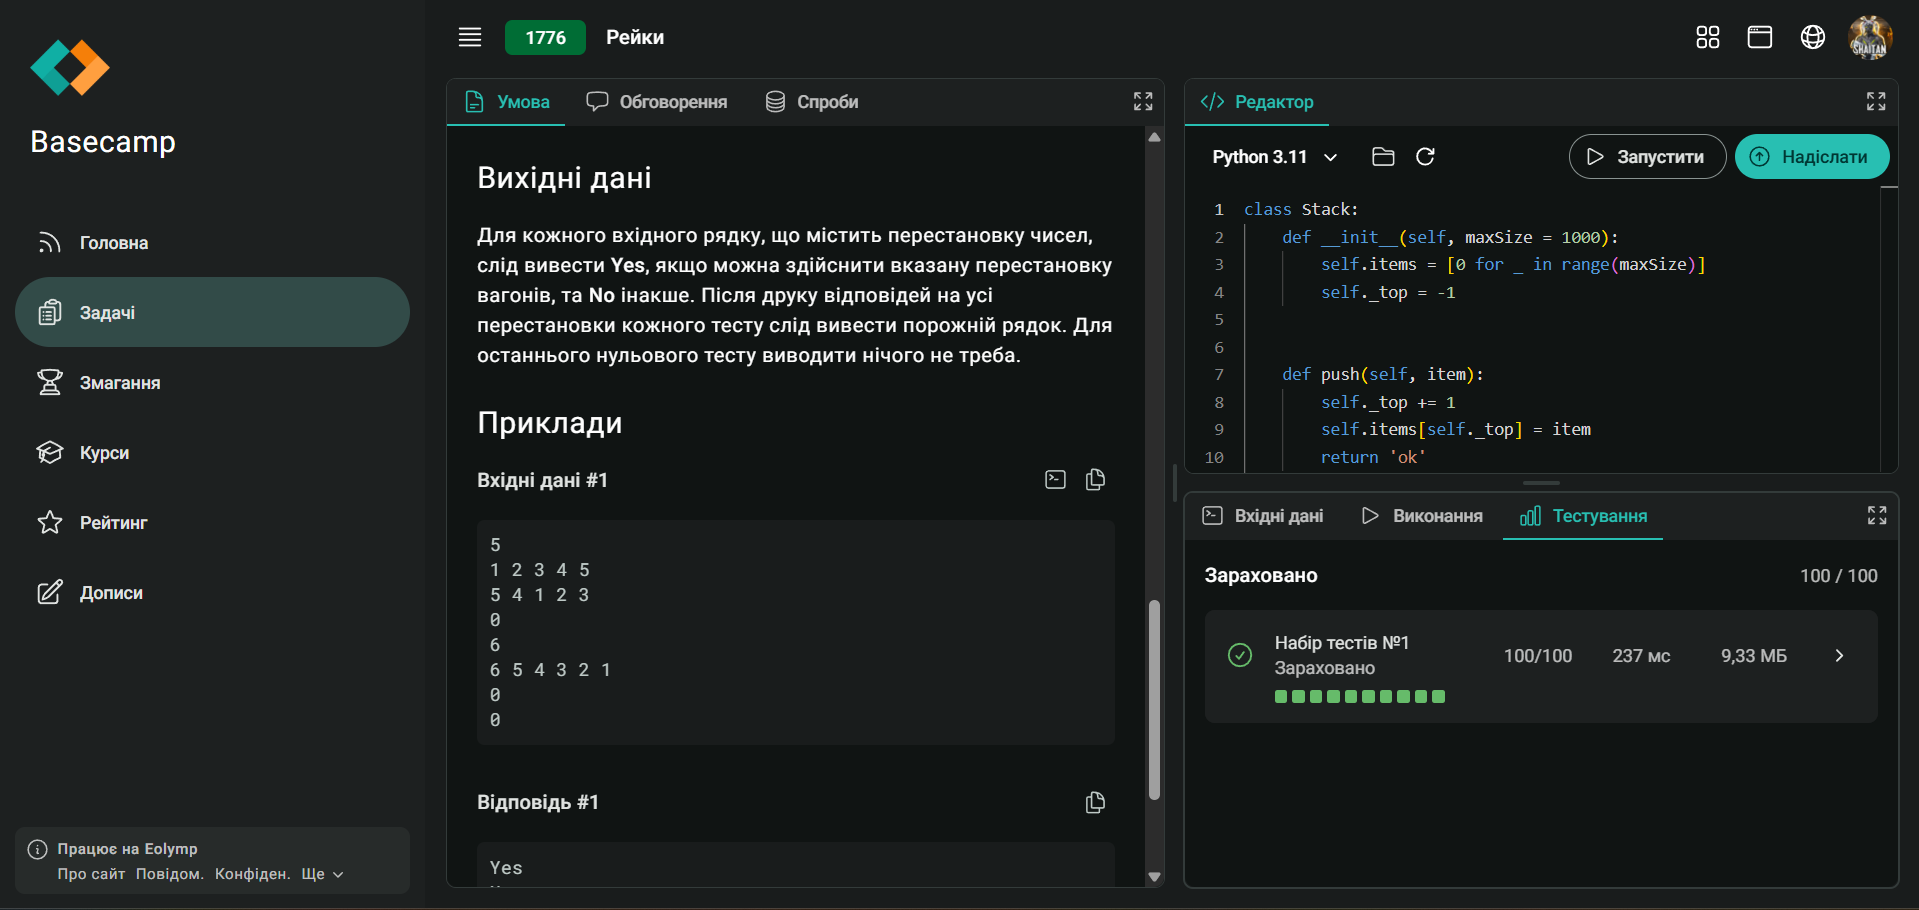 Basecamp
Головна
Задачі
Змагання
Курси
Рейтинг
Дописи
Працює на Eolymp
Про сайт Повідом. Конфіден. Ще
1776 Рейки
SHAITAN
Умова Обговорення Спроби
Вихідні дані
Для кожного вхідного рядку, що містить перестановку чисел,
слід вивести Yes, якщо можна здійснити вказану перестановку
вагонів, та No інакше. Після друку відповідей на усі
перестановки кожного тесту слід вивести порожній рядок. Для
останнього нульового тесту виводити нічого не треба.
Приклади
Вхідні дані #1
5
1 2 3 4 5
5 4 1 2 3
0
6
6 5 4 3 2 1
0
0
Відповідь #1
Yes
Редактор
Python 3.11 Запустити Надіслати
1 class Stack:
2 def __init__(self, maxSize = 1000):
3 self.items = [0 for _ in range(maxSize)]
4 self._top = -1
5
6
7 def push(self, item):
8 self._top += 1
9 self.items[self._top] = item
10 return 'ok'
Вхідні дані Виконання Тестування
Зараховано 100 / 100
Набір тестів №1 100/100 237 мс 9,33 МБ
Зараховано